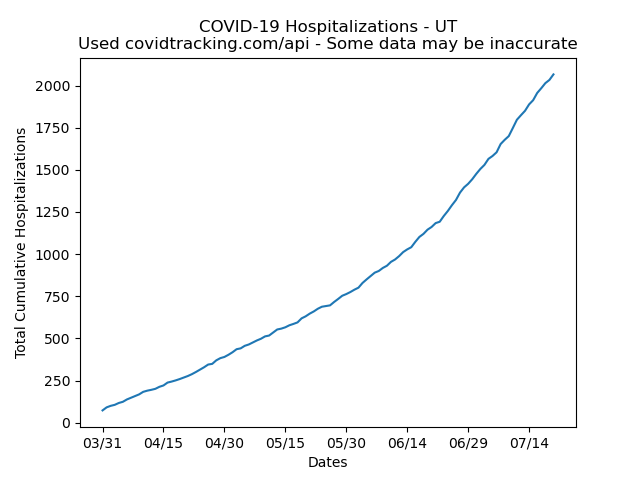 COVID-19 Hospitalizations - UT
Used covidtracking.com/api - Some data may be inaccurate
Total Cumulative Hospitalizations
2000
1750
1500
1250
1000
750
500
250
0
03/31 04/15 04/30 05/15 05/30 06/14 06/29 07/14
Dates